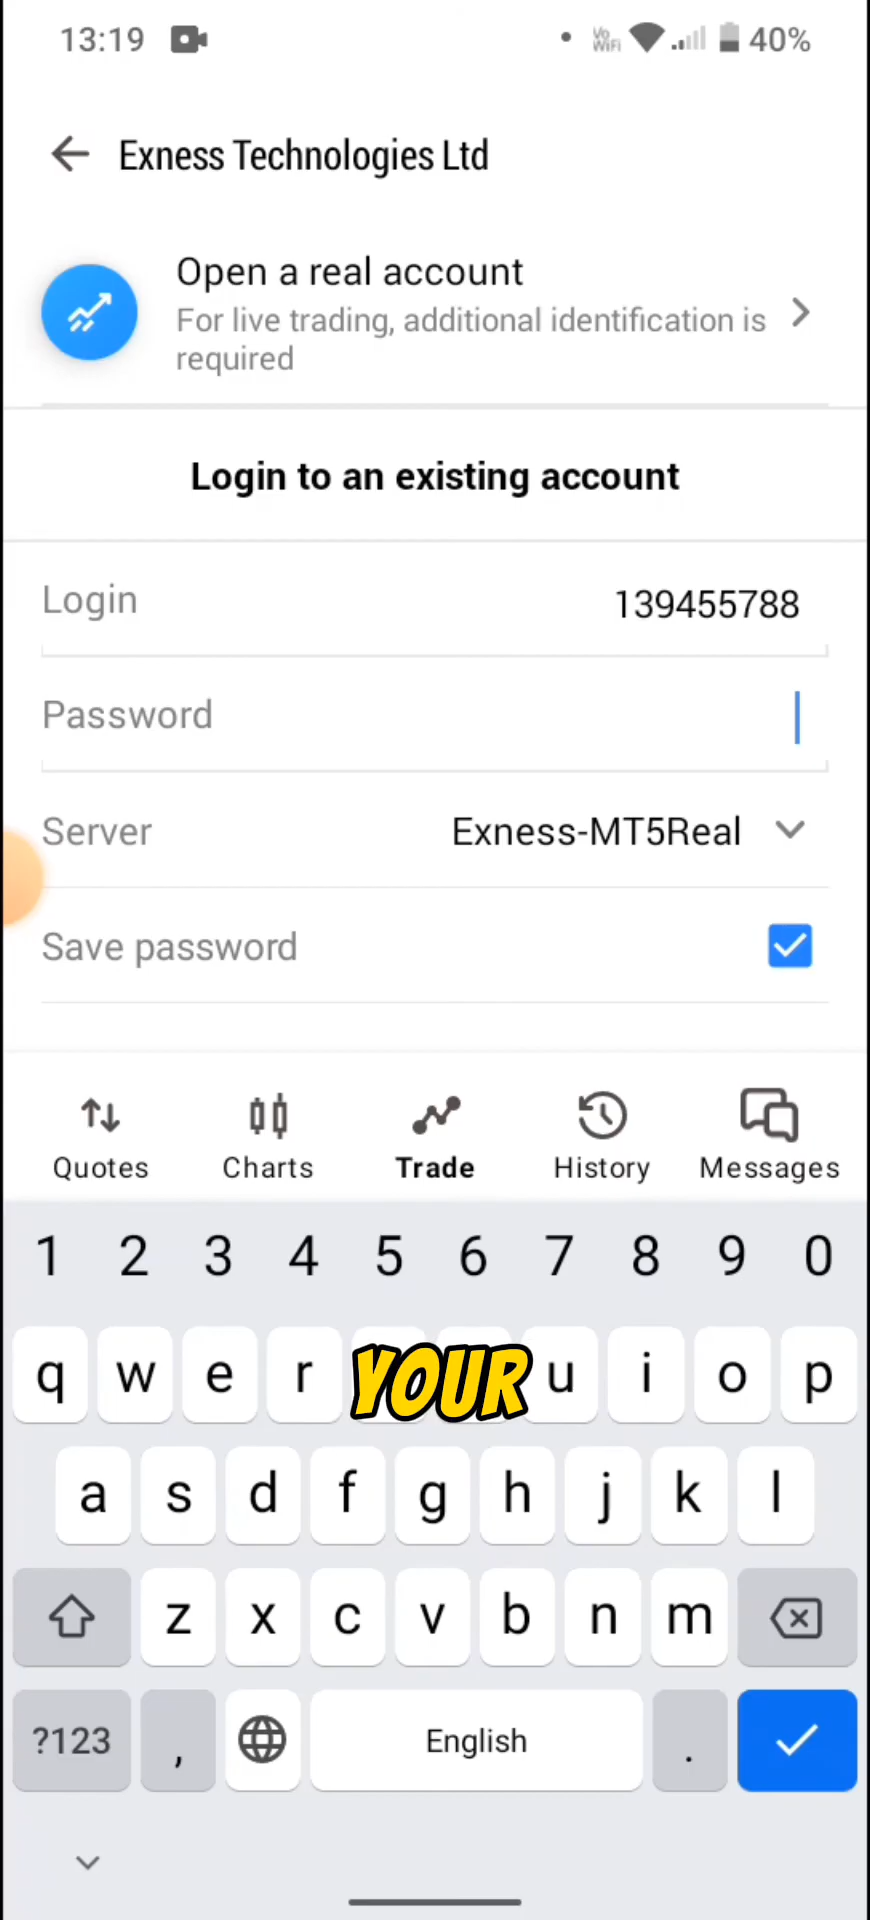 13:19
Vo
WiFi
40%
Exness Technologies Ltd
Open a real account
For live trading, additional identification is
required
Login to an existing account
Login 139455788
Password
Server Exness-MT5Real
Save password
Quotes Charts Trade History Messages
1 2 3 4 5 6 7 8 9 0
q w e r YOUR u i o p
a s d f g h j k l
z x c v b n m
?123 , English .